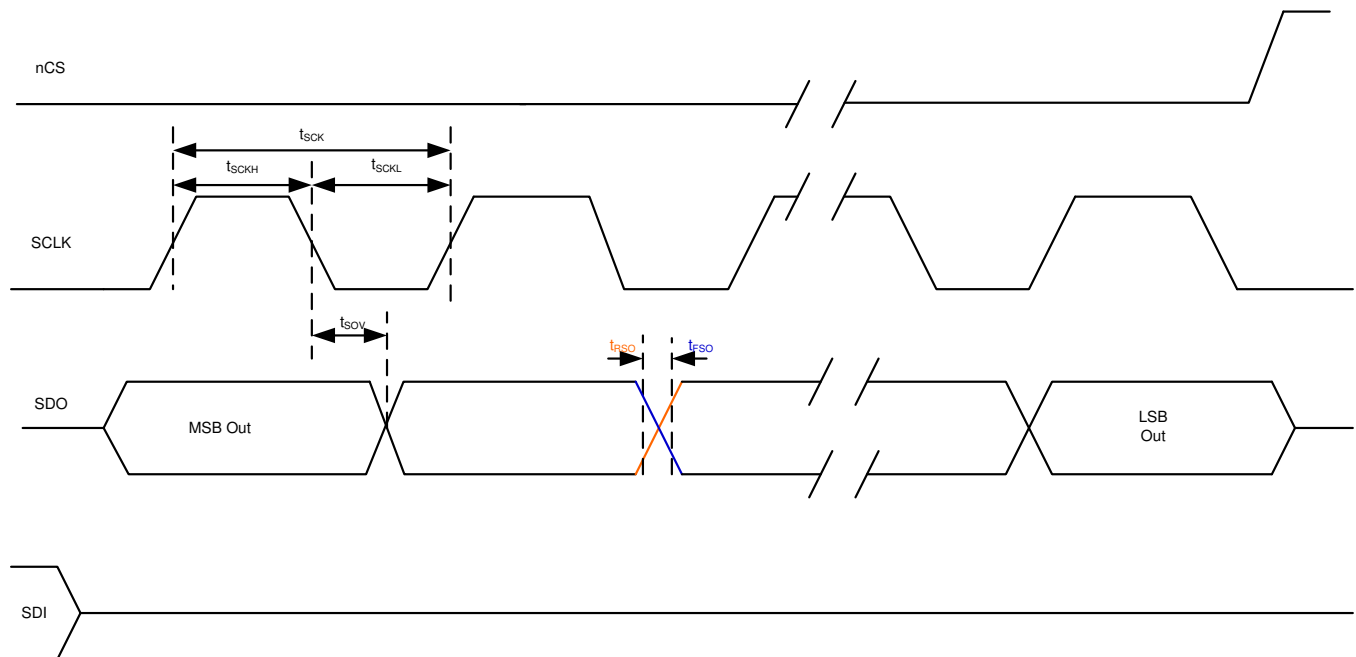 nCS
tSCK
tSCKH
tSCKL
SCLK
tSOV
tRSO
tFSO
SDO
MSB Out
LSB
Out
SDI